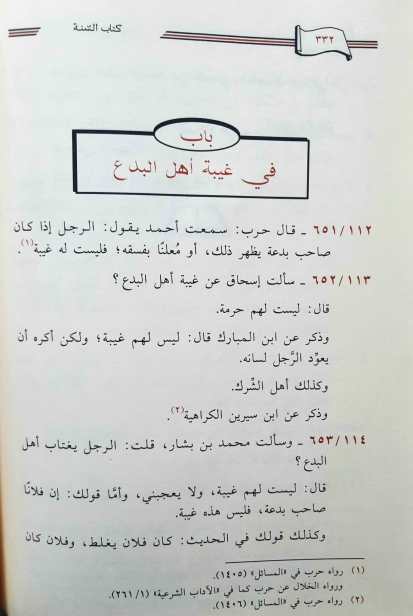 كتاب السُّنة
٣٣٢
باب
في غيبة أهل البدع
٦٥١/١١٢ ـ قال حرب: سمعت أحمد يقول: الرجل إذا كان
صاحب بدعة يظهر ذلك، أو مُعلنًا بفسقه؛ فليست له غيبة(١).
٦٥٢/١١٣ ـ سألت إسحاق عن غيبة أهل البدع؟
قال: ليست لهم حرمة.
وذكر عن ابن المبارك قال: ليس لهم غيبة؛ ولكن أكره أن
يعوِّد الرَّجل لسانه.
وكذلك أهل الشِّرك.
وذكر عن ابن سيرين الكراهية(٢).
٦٥٣/١١٤ ـ وسألت محمد بن بشار، قلت: الرجل يغتاب أهل
البدع؟
قال: ليست لهم غيبة، ولا يعجبني، وأمَّا قولك: إن فلانًا
صاحب بدعة، فليس هذه غيبة.
وكذلك قولك في الحديث: كان فلان يغلط، وفلان كان
(١) رواه حرب في «المسائل» (١٤٠٥).
ورواه الخلال عن حرب كما في «الآداب الشرعية» (٢٦١/١).
(٢) رواه حرب في «المسائل» (١٤٠٦).